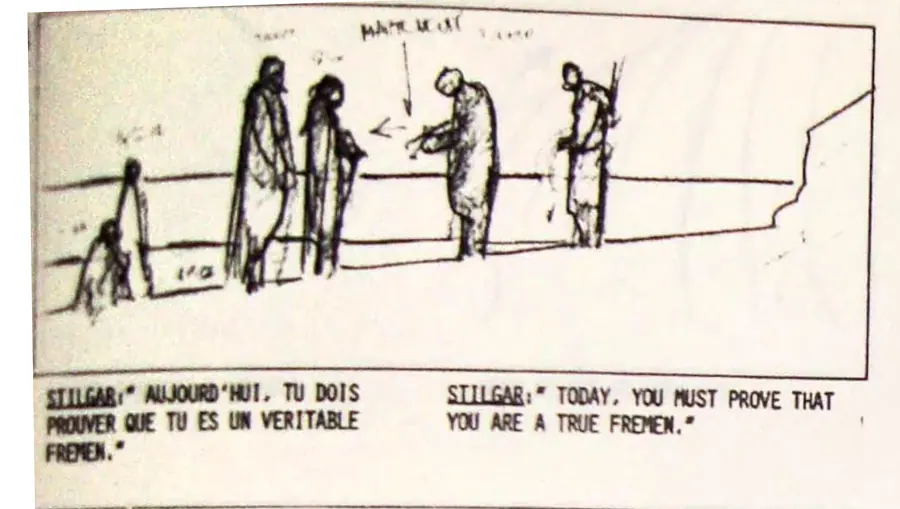 STILGAR:" AUJOURD'HUI, TU DOIS
PROUVER QUE TU ES UN VERITABLE
FREMEN."
STILGAR:" TODAY, YOU MUST PROVE THAT
YOU ARE A TRUE FREMEN."